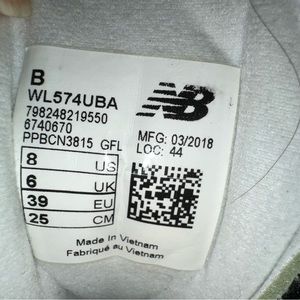 B
WL574UBA
798248219550
6740670
PPBCN3815 GFL
NB
MFG: 03/2018
LOC: 44
8 US
6 UK
39 EU
25 CM
Made in Vietnam
Fabriqué au Vietnam